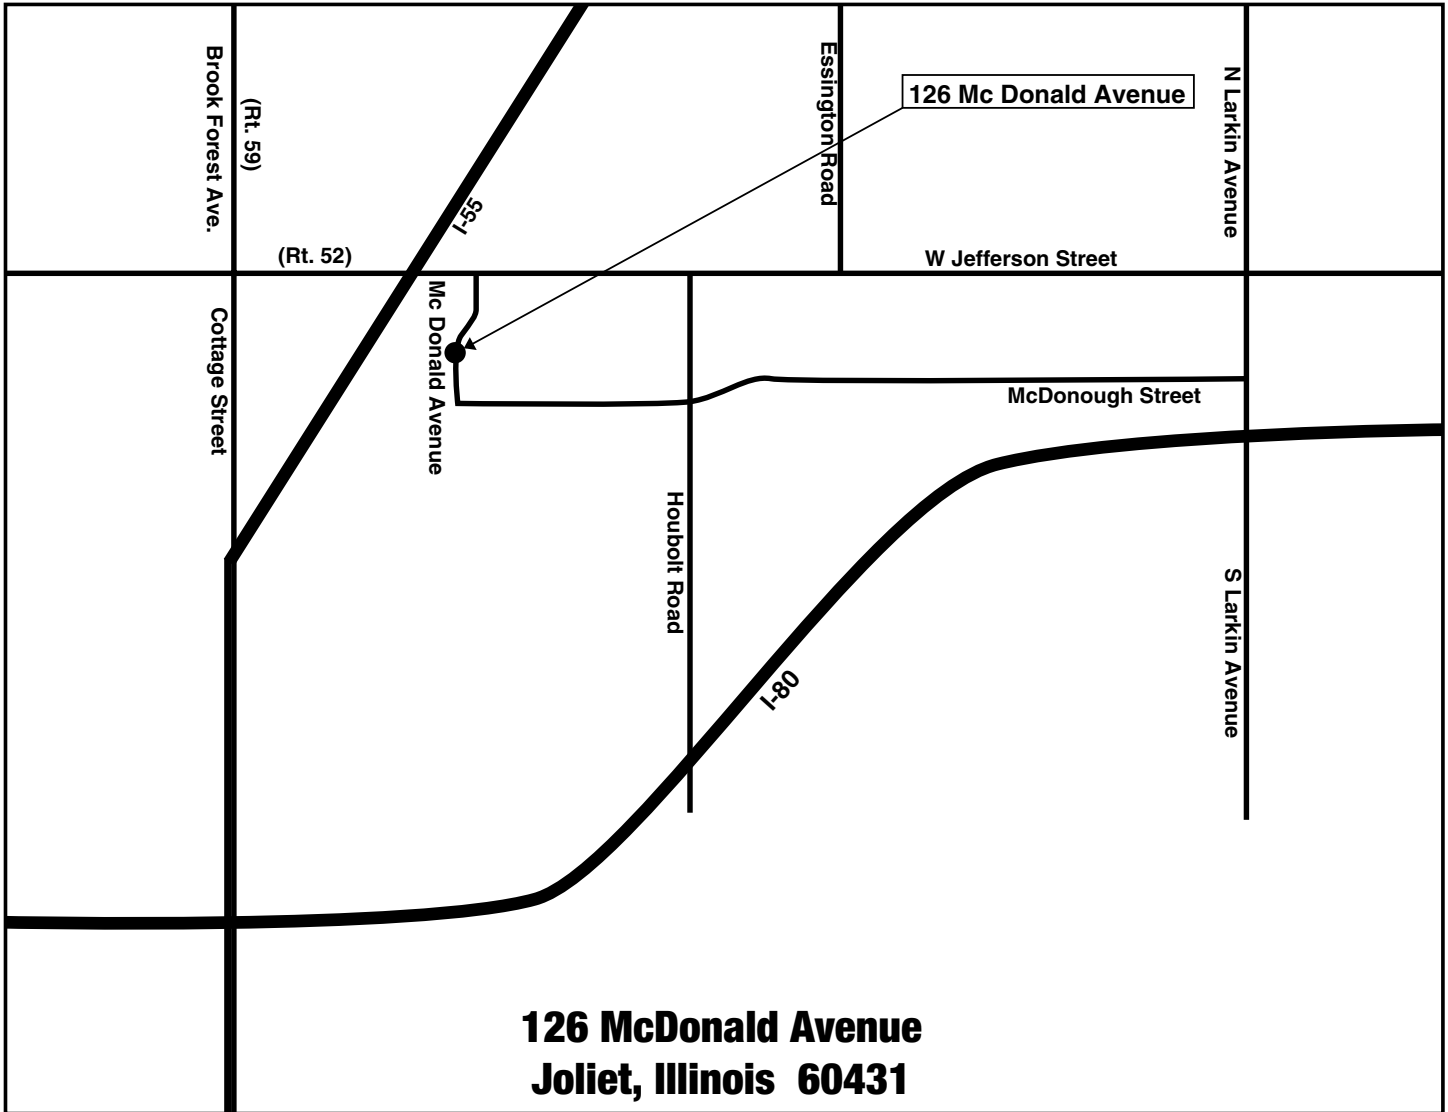 Brook Forest Ave.
(Rt. 59)
I-55
Essington Road
126 Mc Donald Avenue
N Larkin Avenue
(Rt. 52)
W Jefferson Street
Cottage Street
Mc Donald Avenue
McDonough Street
Houbolt Road
S Larkin Avenue
I-80
126 McDonald Avenue
Joliet, Illinois 60431